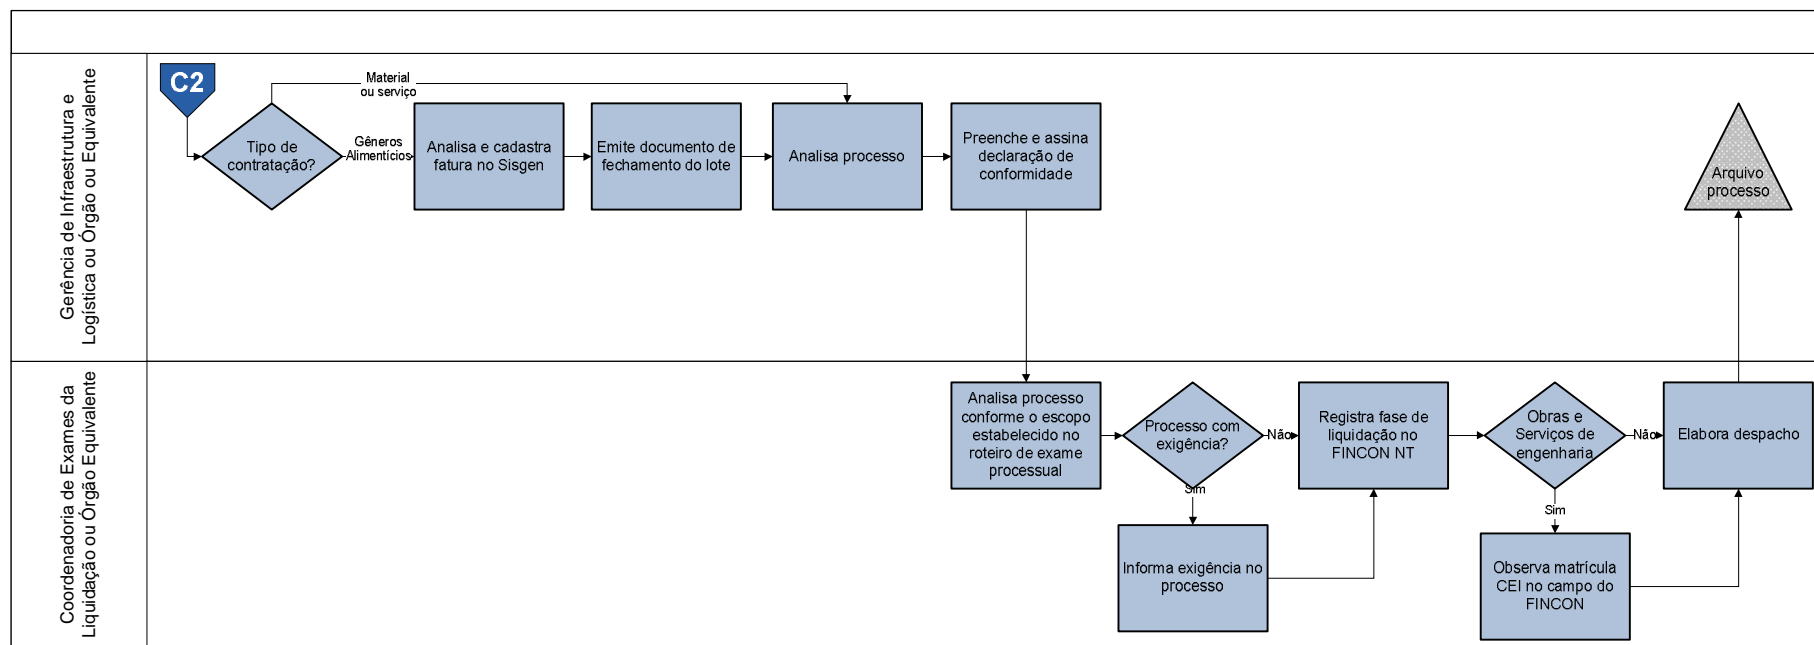 Gerência de Infraestrutura e
Logística ou Órgão ou Equivalente
C2
Tipo de
contratação?
Material
ou serviço
Gêneros
Alimentícios
Analisa e cadastra
fatura no Sisgen
Emite documento de
fechamento do lote
Analisa processo
Preenche e assina
declaração de
conformidade
Arquivo
processo
Coordenadoria de Exames da
Liquidação ou Órgão Equivalente
Analisa processo
conforme o escopo
estabelecido no
roteiro de exame
processual
Processo com
exigência?
Não
Sim
Informa exigência no
processo
Registra fase de
liquidação no
FINCON NT
Obras e
Serviços de
engenharia
Não
Sim
Observa matrícula
CEI no campo do
FINCON
Elabora despacho